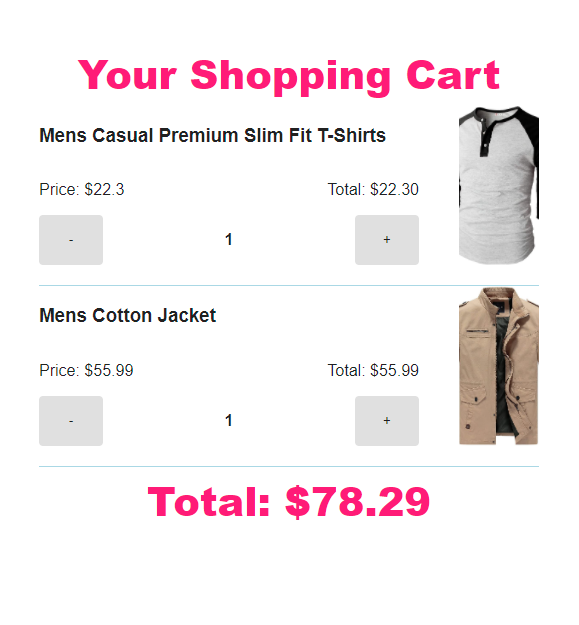 Your Shopping Cart
Mens Casual Premium Slim Fit T-Shirts
Price: $22.3 Total: $22.30
- 1 +
Mens Cotton Jacket
Price: $55.99 Total: $55.99
- 1 +
Total: $78.29